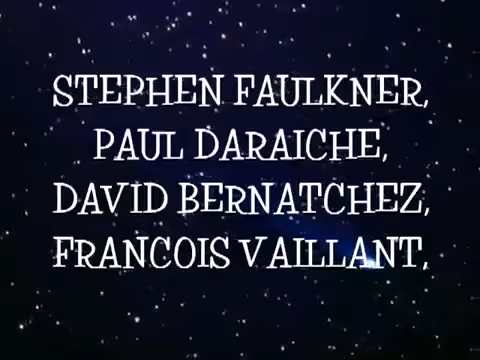 STEPHEN FAULKNER,
PAUL DARAICHE,
DAVID BERNATCHEZ,
FRANCOIS VAILLANT,